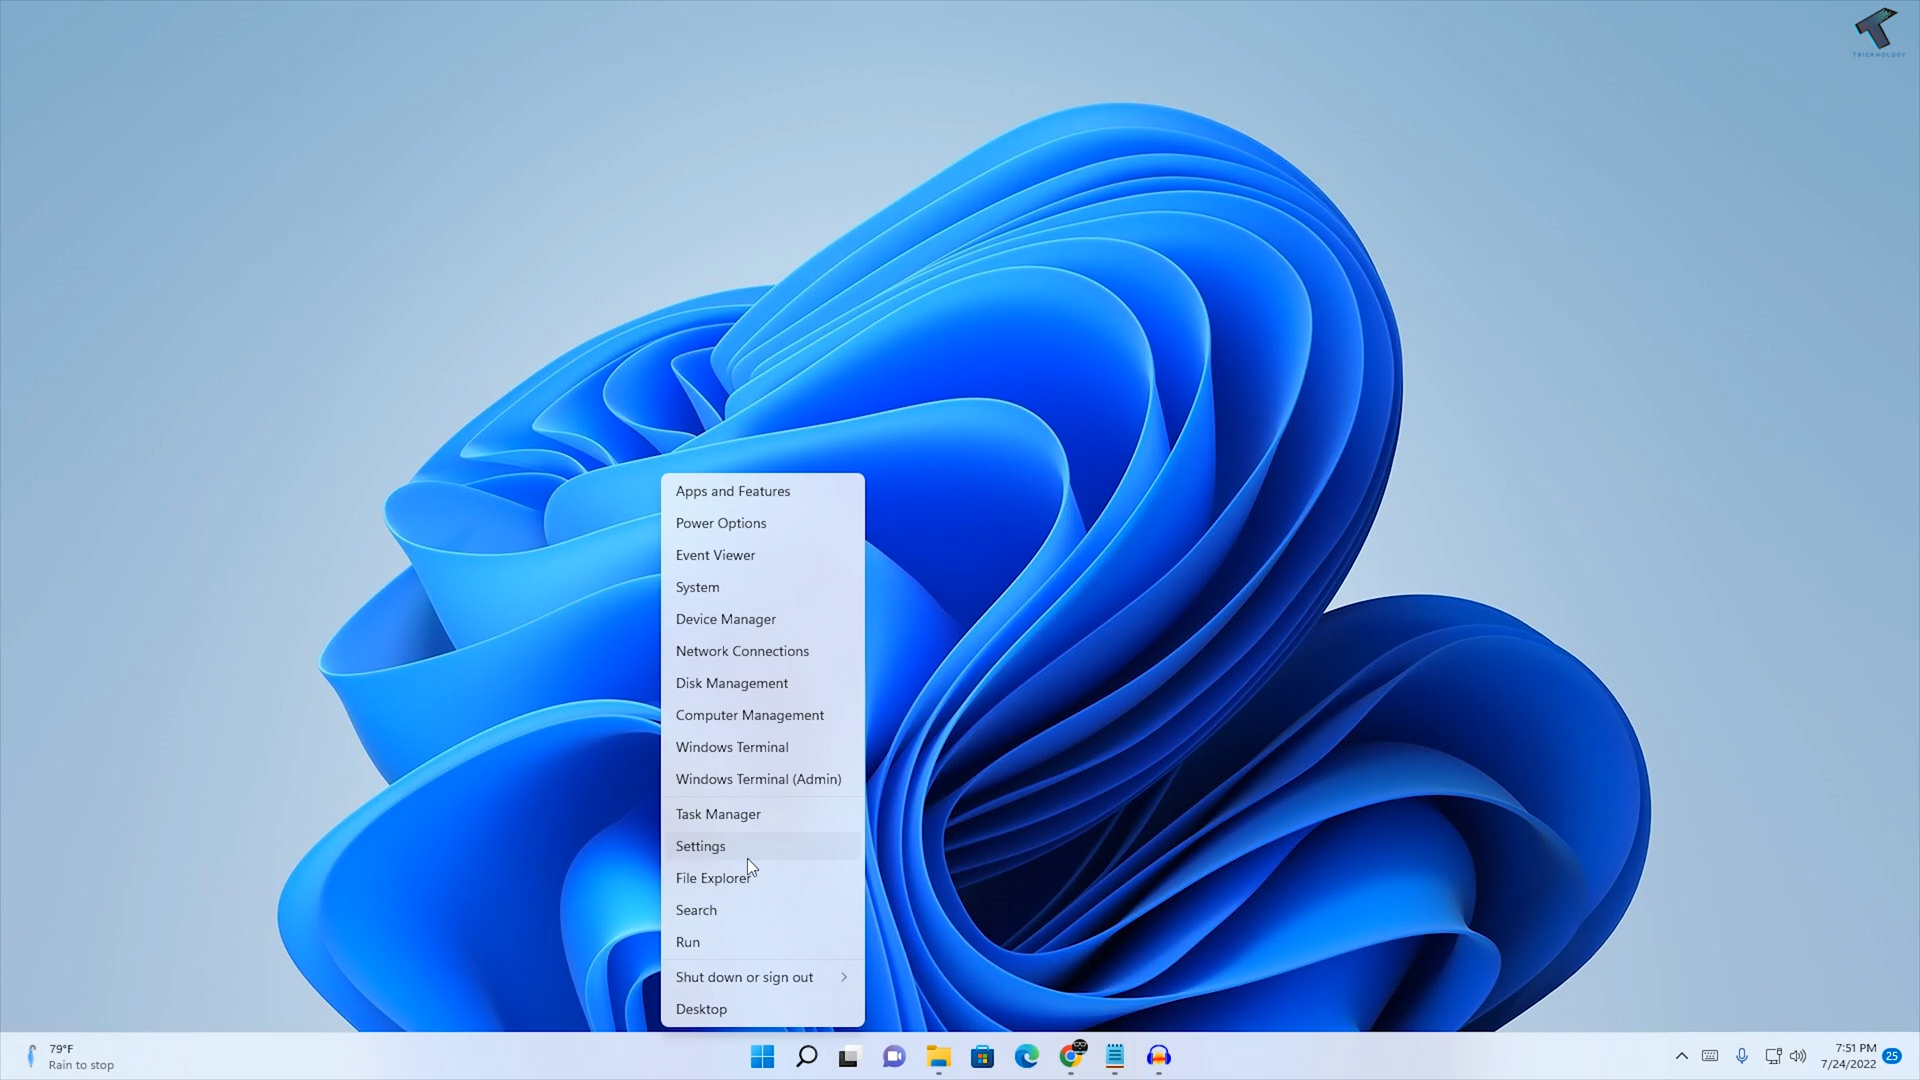 TRICKNOLOGY
Apps and Features
Power Options
Event Viewer
System
Device Manager
Network Connections
Disk Management
Computer Management
Windows Terminal
Windows Terminal (Admin)
Task Manager
Settings
File Explorer
Search
Run
Shut down or sign out
Desktop
79°F
Rain to stop
7:51 PM
7/24/2022
25